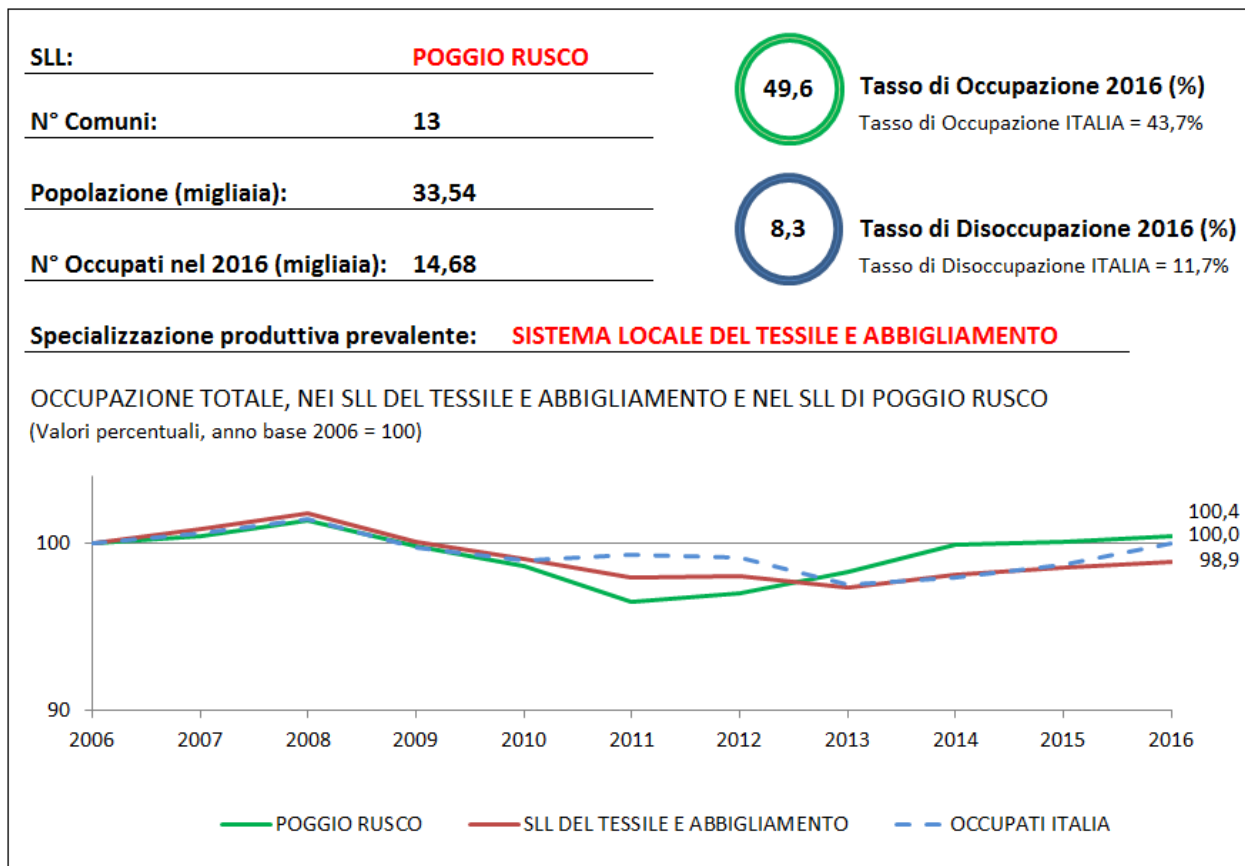 SLL: POGGIO RUSCO
N° Comuni: 13
Popolazione (migliaia): 33,54
N° Occupati nel 2016 (migliaia): 14,68
49,6 Tasso di Occupazione 2016 (%)
Tasso di Occupazione ITALIA = 43,7%
8,3 Tasso di Disoccupazione 2016 (%)
Tasso di Disoccupazione ITALIA = 11,7%
Specializzazione produttiva prevalente: SISTEMA LOCALE DEL TESSILE E ABBIGLIAMENTO
OCCUPAZIONE TOTALE, NEI SLL DEL TESSILE E ABBIGLIAMENTO E NEL SLL DI POGGIO RUSCO
(Valori percentuali, anno base 2006 = 100)
100,4
100,0
98,9
100
90
2006 2007 2008 2009 2010 2011 2012 2013 2014 2015 2016
POGGIO RUSCO SLL DEL TESSILE E ABBIGLIAMENTO OCCUPATI ITALIA